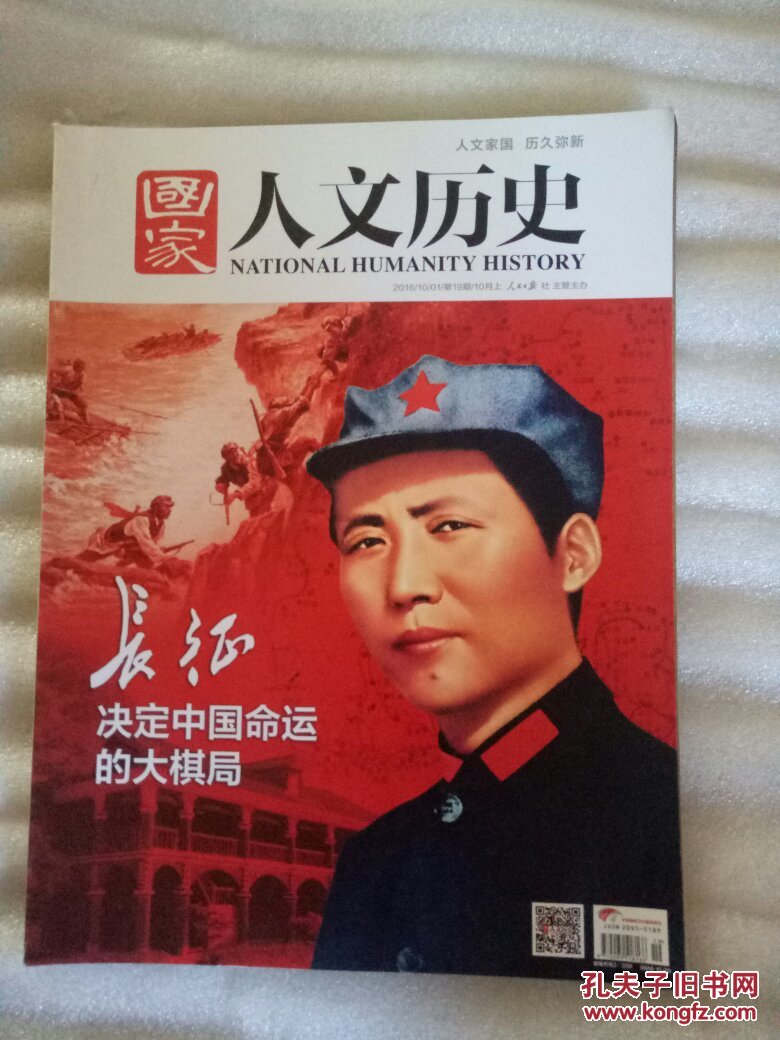 人文家国 历久弥新
國家
人文历史
NATIONAL HUMANITY HISTORY
2016/10/01/第19期/10月上 人民日报 社 主管主办
長征
决定中国命运
的大棋局
孔夫子旧书网
www.kongfz.com